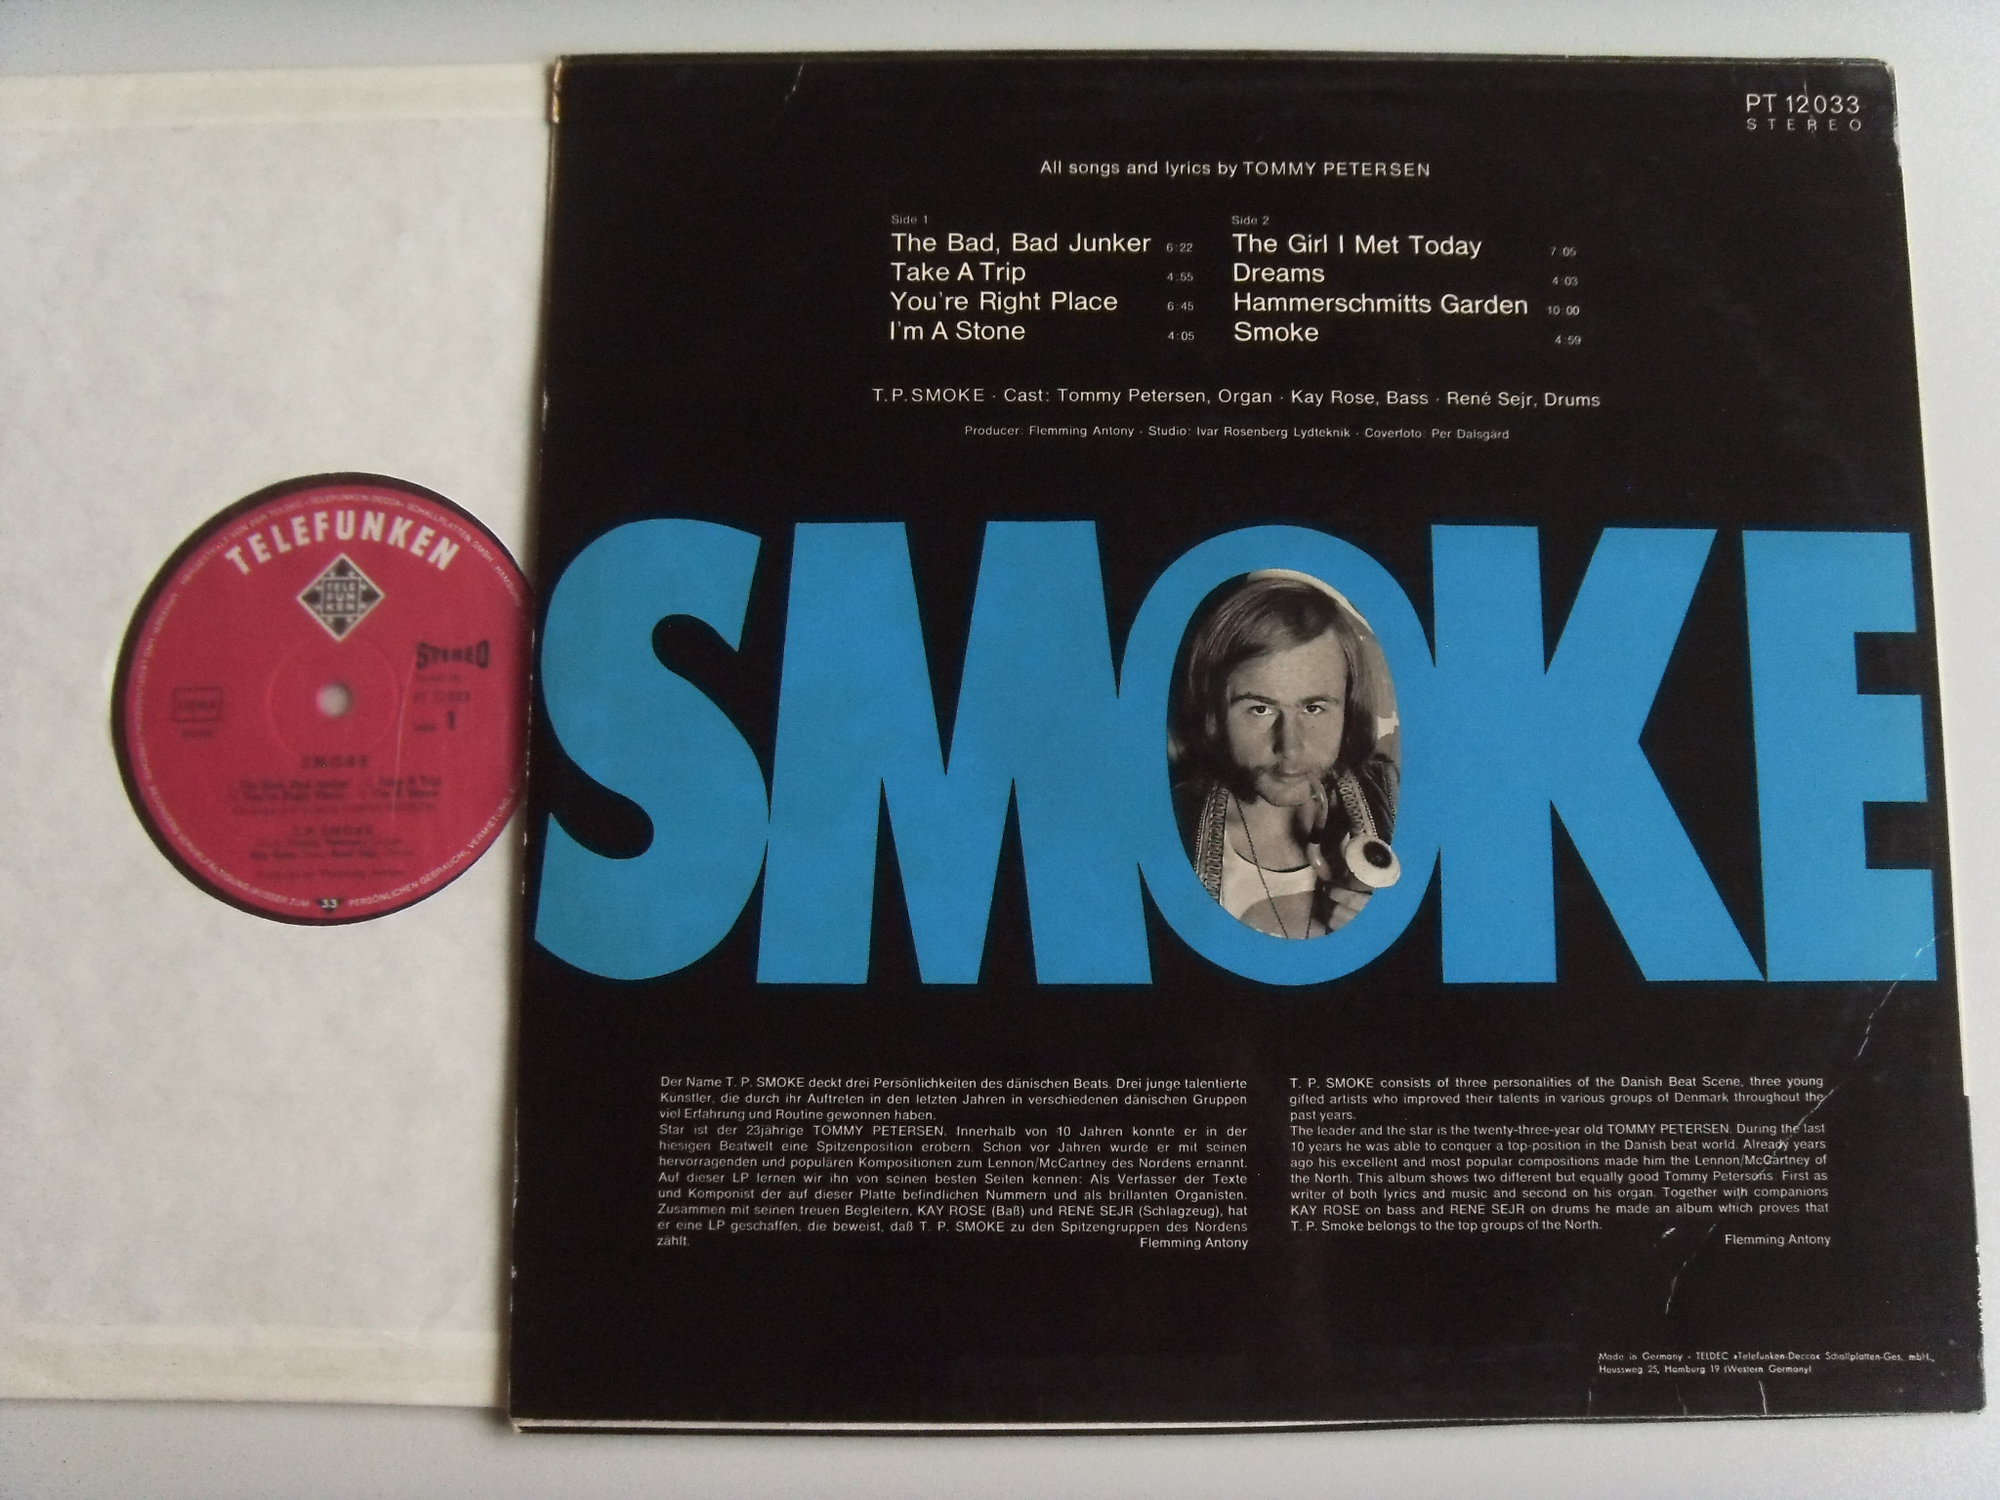 PT 12033
STEREO
All songs and lyrics by TOMMY PETERSEN
Side 1
The Bad, Bad Junker 6:22
Take A Trip 4:55
You're Right Place 6:45
I'm A Stone 4:05
Side 2
The Girl I Met Today 7:05
Dreams 4:03
Hammerschmitts Garden 10:00
Smoke 4:59
T. P. SMOKE · Cast: Tommy Petersen, Organ · Kay Rose, Bass · René Sejr, Drums
Producer: Flemming Antony · Studio: Ivar Rosenberg Lydteknik · Coverfoto: Per Dalsgård
SMOKE
Der Name T. P. SMOKE deckt drei Persönlichkeiten des dänischen Beats. Drei junge talentierte
Künstler, die durch ihr Auftreten in den letzten Jahren in verschiedenen dänischen Gruppen
viel Erfahrung und Routine gewonnen haben.
Star ist der 23jährige TOMMY PETERSEN. Innerhalb von 10 Jahren konnte er in der
hiesigen Beatwelt eine Spitzenposition erobern. Schon vor Jahren wurde er mit seinen
hervorragenden und populären Kompositionen zum Lennon/McCartney des Nordens ernannt.
Auf dieser LP lernen wir ihn von seinen besten Seiten kennen: Als Verfasser der Texte
und Komponist der auf dieser Platte befindlichen Nummern und als brillanten Organisten.
Zusammen mit seinen treuen Begleitern, KAY ROSE (Baß) und RENÉ SEJR (Schlagzeug), hat
er eine LP geschaffen, die beweist, daß T. P. SMOKE zu den Spitzengruppen des Nordens
zählt.
Flemming Antony
T. P. SMOKE consists of three personalities of the Danish Beat Scene, three young
gifted artists who improved their talents in various groups of Denmark throughout the
past years.
The leader and the star is the twenty-three-year old TOMMY PETERSEN. During the last
10 years he was able to conquer a top-position in the Danish beat world. Already years
ago his excellent and most popular compositions made him the Lennon/McCartney of
the North. This album shows two different but equally good Tommy Petersons. First as
writer of both lyrics and music and second on his organ. Together with companions
KAY ROSE on bass and RENÉ SEJR on drums he made an album which proves that
T. P. Smoke belongs to the top groups of the North.
Flemming Antony
Made in Germany - TELDEC »Telefunken-Decca« Schallplatten-Ges. mbH.,
Heussweg 25, Hamburg 19 (Western Germany)
TELEFUNKEN
TELE
FUN
KEN
STEREO
PT 12033
1
SMOKE
T.P. SMOKE
33